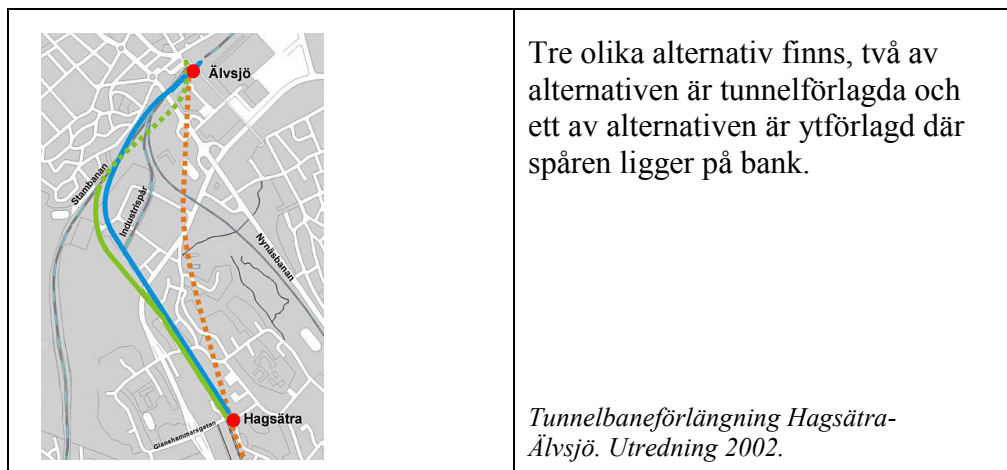 Älvsjö
Stambanan
Industrispår
Nynäsbanan
Hagsätra
Glanshammarsgatan
Tre olika alternativ finns, två av
alternativen är tunnelförlagda och
ett av alternativen är ytförlagd där
spåren ligger på bank.
Tunnelbaneförlängning Hagsätra-
Älvsjö. Utredning 2002.